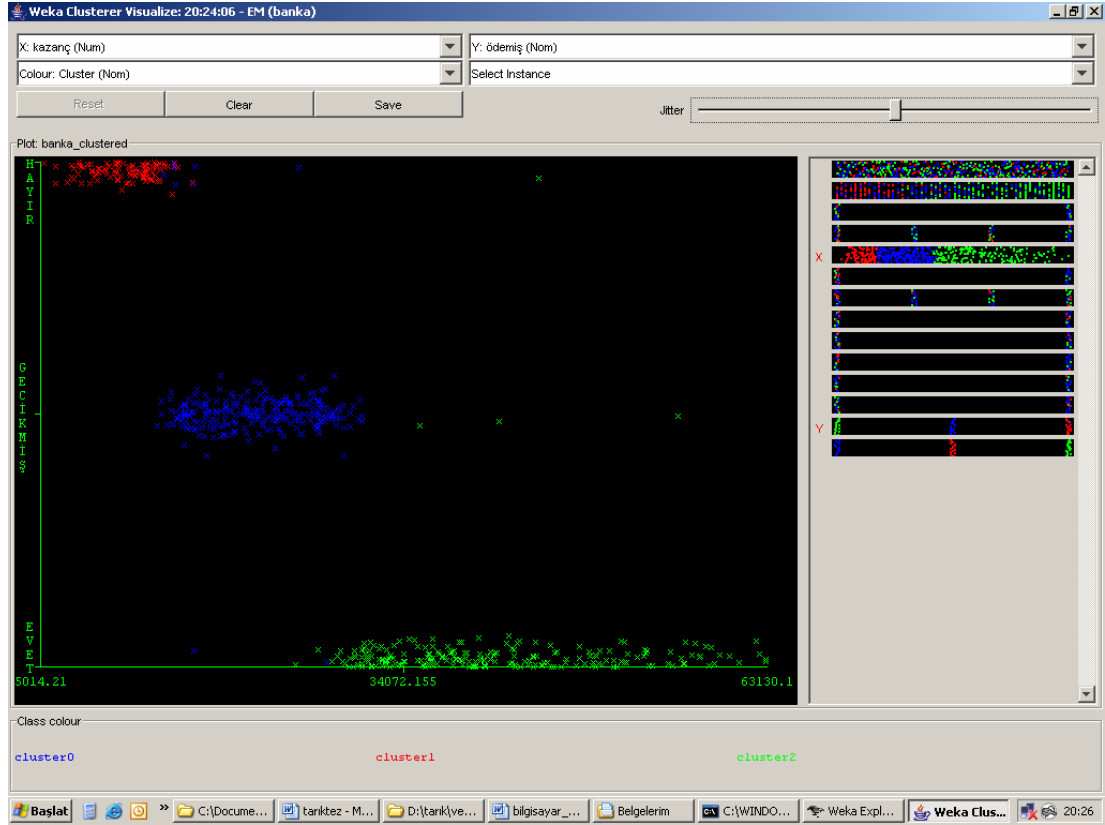 Weka Clusterer Visualize: 20:24:06 - EM (banka)
X: kazanç (Num)
Y: ödemiş (Nom)
Colour: Cluster (Nom)
Select Instance
Reset
Clear
Save
Jitter
Plot: banka_clustered
HAYIR
GECİKMİŞ
EVET
5014.21
34072.155
63130.1
X
Y
Class colour
cluster0
cluster1
cluster2
Başlat
»
C:\Docume...
tarıktez - M...
D:\tarık\ve...
bilgisayar_...
Belgelerim
C:\WINDO...
Weka Expl...
Weka Clus...
20:26